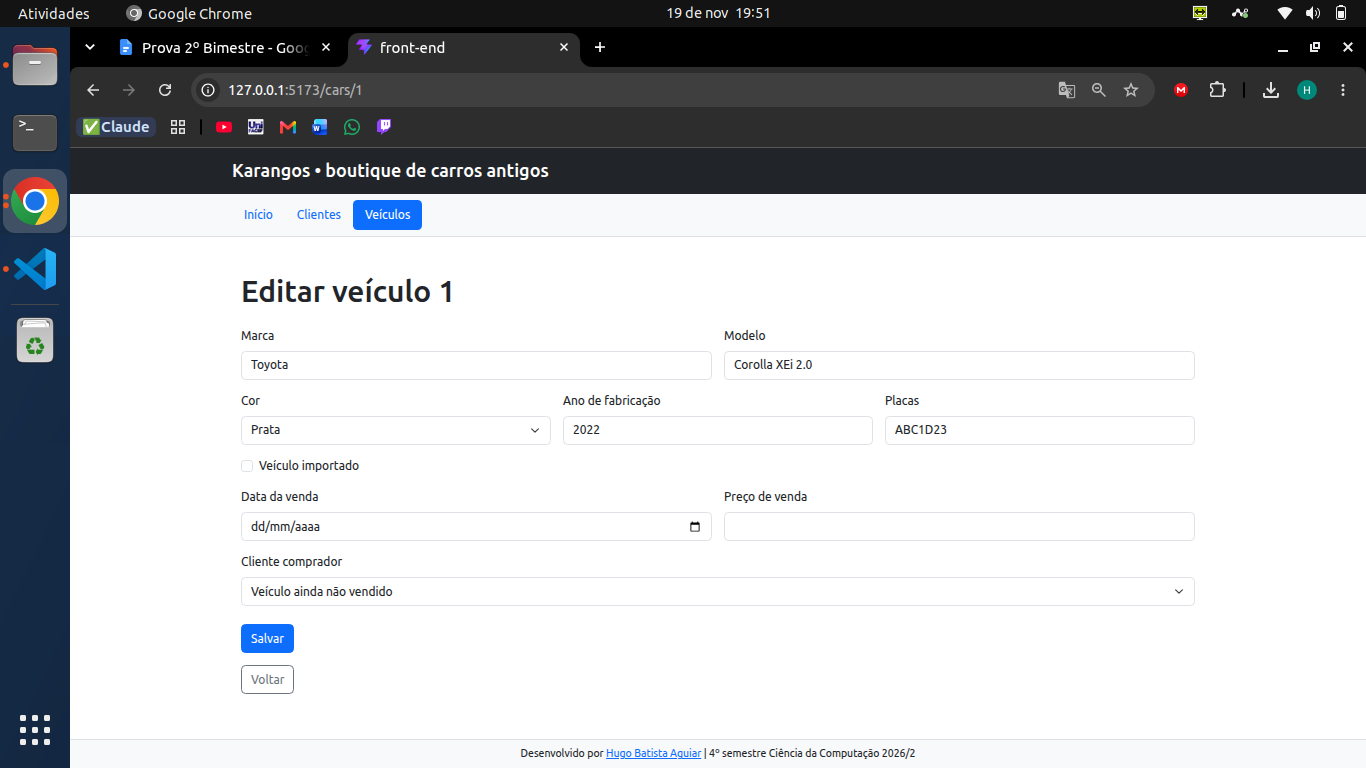 Atividades Google Chrome 19 de nov 19:51
Prova 2º Bimestre - Goo front-end
127.0.0.1:5173/cars/1 M H
Claude Uni W
Karangos • boutique de carros antigos
Início Clientes Veículos
Editar veículo 1
Marca Modelo
Toyota Corolla XEi 2.0
Cor Ano de fabricação Placas
Prata 2022 ABC1D23
Veículo importado
Data da venda Preço de venda
dd/mm/aaaa
Cliente comprador
Veículo ainda não vendido
Salvar
Voltar
Desenvolvido por Hugo Batista Aguiar | 4º semestre Ciência da Computação 2026/2